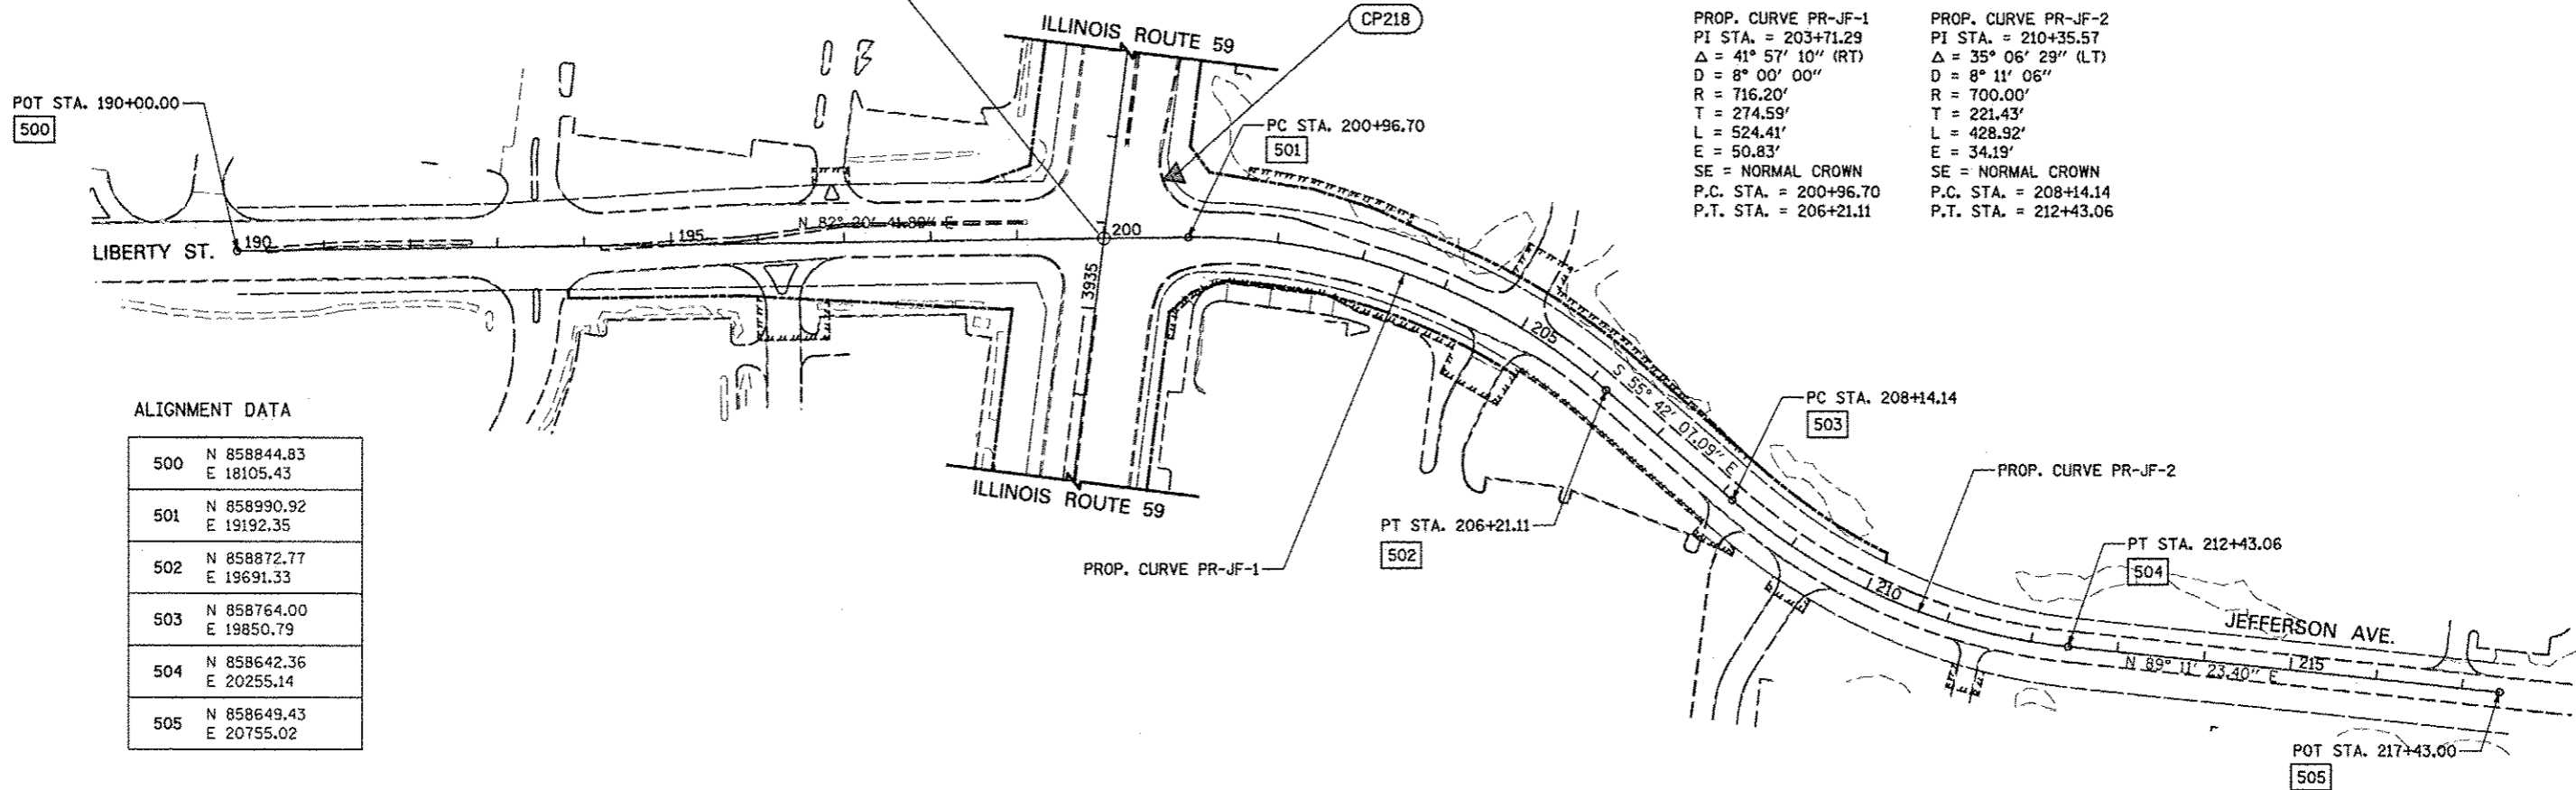 ILLINOIS ROUTE 59
CP218
PROP. CURVE PR-JF-1
PI STA. = 203+71.29
Δ = 41° 57' 10" (RT)
D = 8° 00' 00"
R = 716.20'
T = 274.59'
L = 524.41'
E = 50.83'
SE = NORMAL CROWN
P.C. STA. = 200+96.70
P.T. STA. = 206+21.11
PROP. CURVE PR-JF-2
PI STA. = 210+35.57
Δ = 35° 06' 29" (LT)
D = 8° 11' 06"
R = 700.00'
T = 221.43'
L = 428.92'
E = 34.19'
SE = NORMAL CROWN
P.C. STA. = 208+14.14
P.T. STA. = 212+43.06
POT STA. 190+00.00
500
PC STA. 200+96.70
501
LIBERTY ST.
190
195
N 82° 20' 41.89" E
200
3935
205
S 55° 42' 07.09" E
PC STA. 208+14.14
503
PROP. CURVE PR-JF-2
ILLINOIS ROUTE 59
PT STA. 206+21.11
502
PROP. CURVE PR-JF-1
210
PT STA. 212+43.06
504
JEFFERSON AVE.
215
N 89° 11' 23.40" E
POT STA. 217+43.00
505
ALIGNMENT DATA
500 N 858844.83
E 18105.43
501 N 858990.92
E 19192.35
502 N 858872.77
E 19691.33
503 N 858764.00
E 19850.79
504 N 858642.36
E 20255.14
505 N 858649.43
E 20755.02